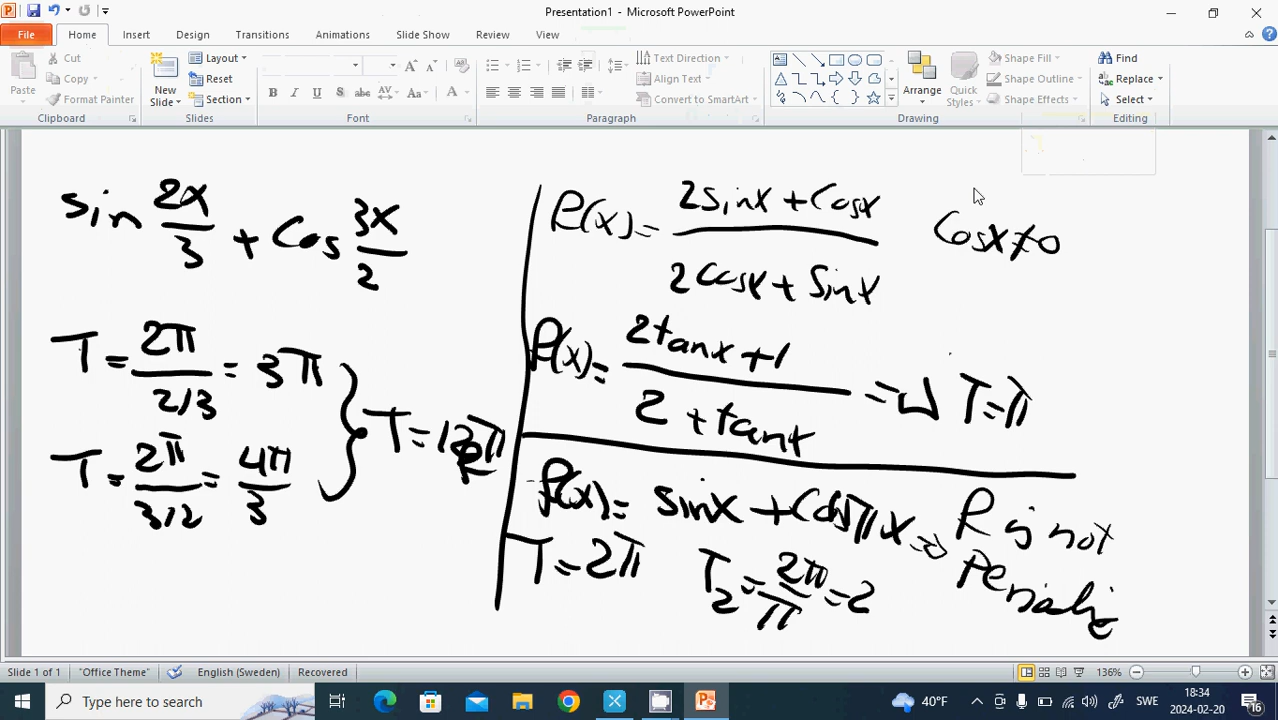 Presentation1 - Microsoft PowerPoint
File Home Insert Design Transitions Animations Slide Show Review View
Paste
Cut
Copy
Format Painter
Clipboard
New Slide
Layout
Reset
Section
Slides
B I U S abc AV Aa A
Font
Text Direction
Align Text
Convert to SmartArt
Paragraph
Arrange
Quick Styles
Shape Fill
Shape Outline
Shape Effects
Drawing
Find
Replace
Select
Editing
sin 2x/3 + Cos 3x/2
T = 2π / 2/3 = 3π
T = 2π / 3/2 = 4π/3
T = 12π
f(x) = 2sinx + Cosx / 2Cosx + Sinx
Cosx ≠ 0
f(x) = 2tanx + 1 / 2 + tanx
T = π
f(x) = sinx + Cosπx => f is not Periodic
T = 2π T2 = 2π/π = 2
Slide 1 of 1 "Office Theme" English (Sweden) Recovered 136%
Type here to search
40°F SWE 18:34
2024-02-20 16